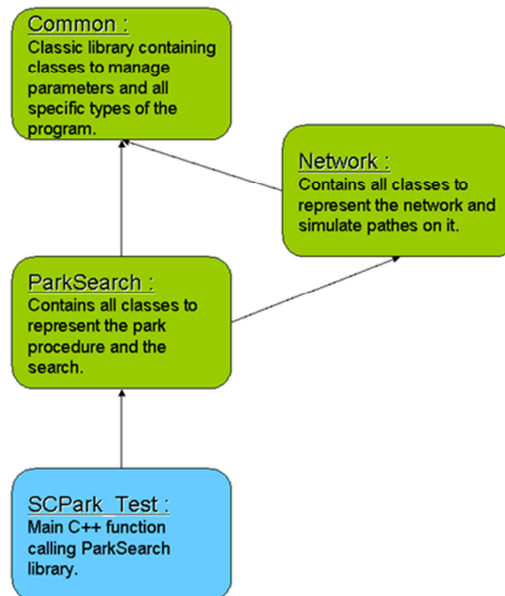 Common :
Classic library containing
classes to manage
parameters and all
specific types of the
program.
Network :
Contains all classes to
represent the network and
simulate pathes on it.
ParkSearch :
Contains all classes to
represent the park
procedure and the
search.
SCPark_Test :
Main C++ function
calling ParkSearch
library.